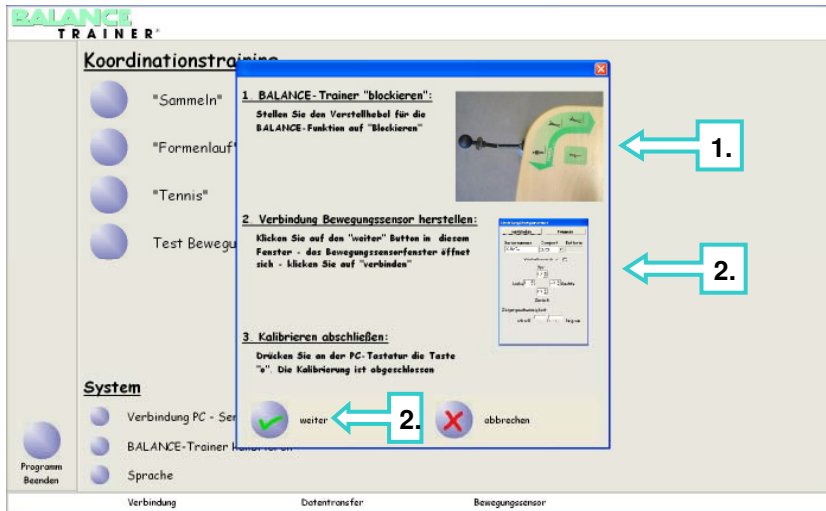 BALANCE
TRAINER®
Koordinationstraining
"Sammeln"
"Formenlauf"
"Tennis"
Test Bewegu
System
Verbindung PC - Ser
BALANCE-Trainer kalibrieren
Sprache
Programm
Beenden
Verbindung Datentransfer Bewegungssensor
1. BALANCE-Trainer "blockieren":
Stellen Sie den Verstellhebel für die
BALANCE-Funktion auf "Blockieren"
2. Verbindung Bewegungssensor herstellen:
Klicken Sie auf den "weiter" Button in diesem
Fenster - das Bewegungssensorfenster öffnet
sich - klicken Sie auf "verbinden"
3. Kalibrieren abschließen:
Drücken Sie an der PC-Tastatur die Taste
"e". Die Kalibrierung ist abgeschlossen
weiter
abbrechen
1.
2.
2.